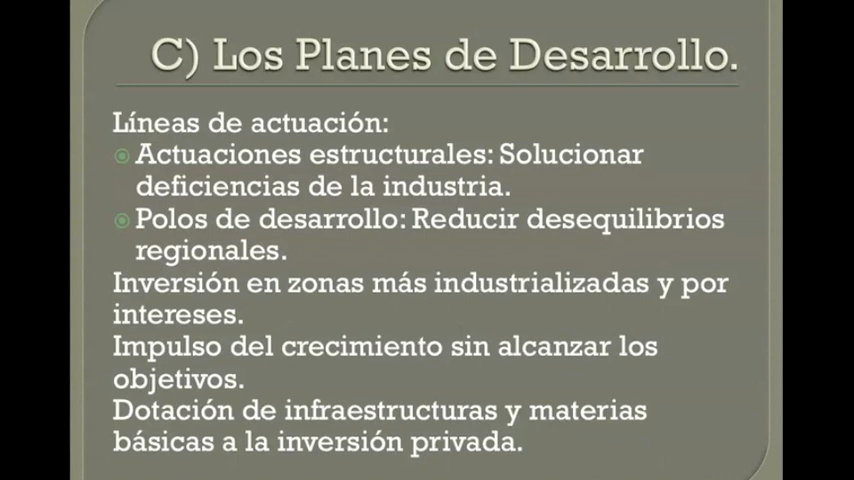 C) Los Planes de Desarrollo.
Líneas de actuación:
Actuaciones estructurales: Solucionar
deficiencias de la industria.
Polos de desarrollo: Reducir desequilibrios
regionales.
Inversión en zonas más industrializadas y por
intereses.
Impulso del crecimiento sin alcanzar los
objetivos.
Dotación de infraestructuras y materias
básicas a la inversión privada.